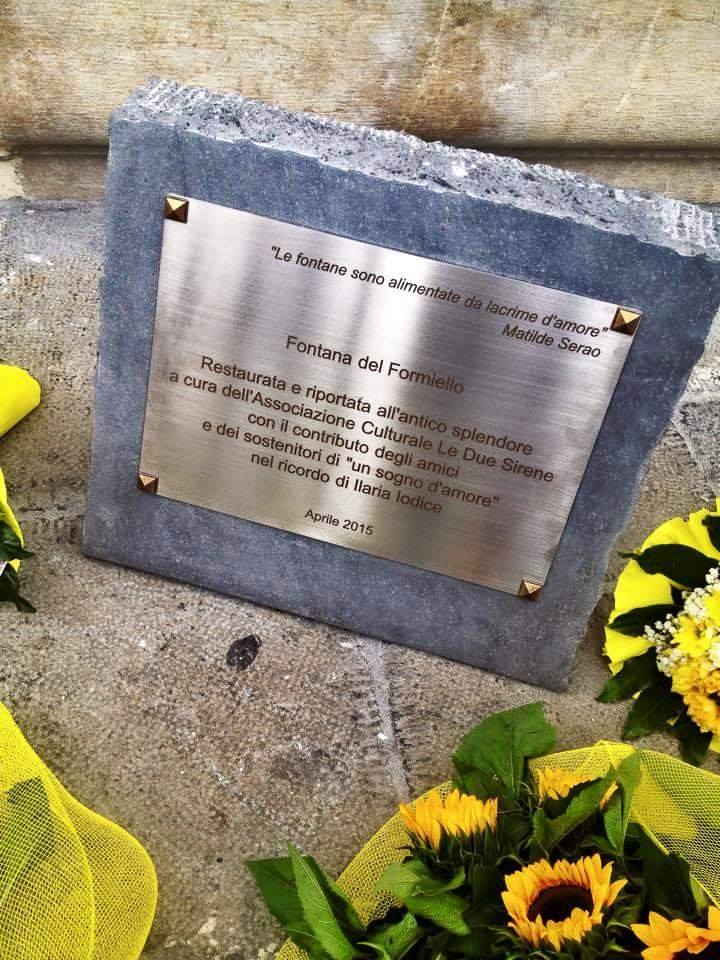 "Le fontane sono alimentate da lacrime d'amore"
Matilde Serao
Fontana del Formiello
Restaurata e riportata all'antico splendore
a cura dell'Associazione Culturale Le Due Sirene
con il contributo degli amici
e dei sostenitori di "un sogno d'amore"
nel ricordo di Ilaria Iodice
Aprile 2015